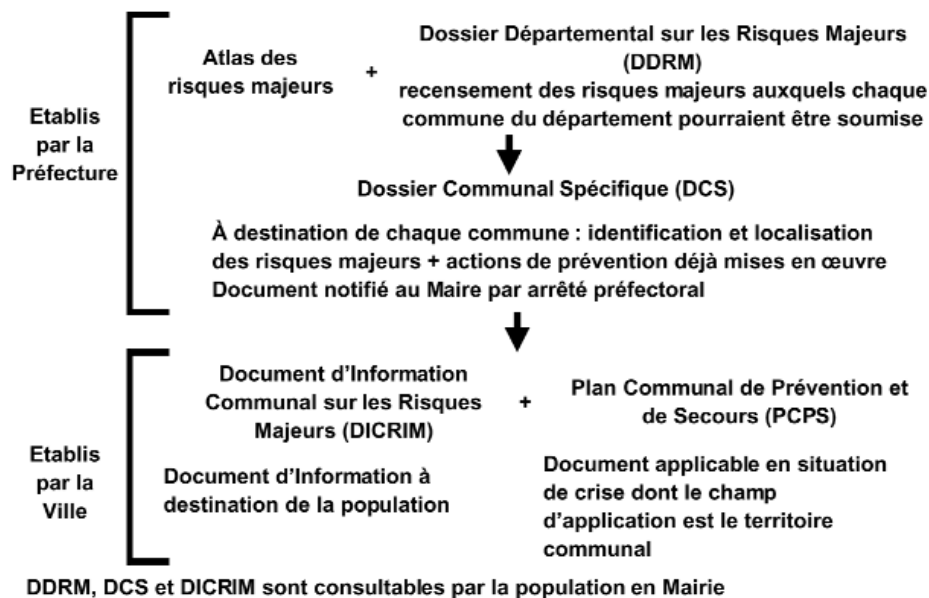 Atlas des
risques majeurs
+
Dossier Départemental sur les Risques Majeurs
(DDRM)
recensement des risques majeurs auxquels chaque
commune du département pourraient être soumise
Etablis
par la
Préfecture
Dossier Communal Spécifique (DCS)
À destination de chaque commune : identification et localisation
des risques majeurs + actions de prévention déjà mises en œuvre
Document notifié au Maire par arrêté préfectoral
Document d'Information
Communal sur les Risques
Majeurs (DICRIM)
+
Plan Communal de Prévention et
de Secours (PCPS)
Etablis
par la
Ville
Document d'Information à
destination de la population
Document applicable en situation
de crise dont le champ
d'application est le territoire
communal
DDRM, DCS et DICRIM sont consultables par la population en Mairie